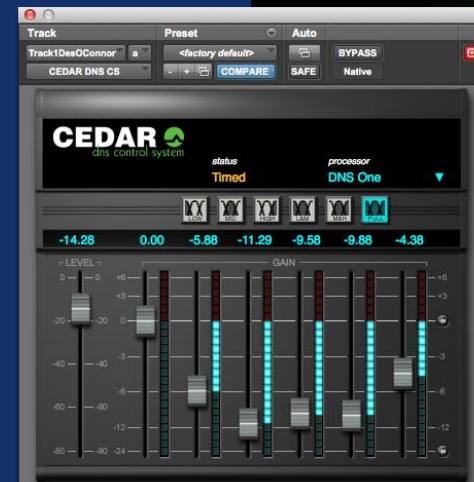 Track Preset Auto
Track1DesOConnor a <factory default> BYPASS
CEDAR DNS CS - + COMPARE SAFE Native
CEDAR
dns control system
status processor
Timed DNS One
LOW MID HIGH L&M M&H FULL
-14.28 0.00 -5.88 -11.29 -9.58 -9.88 -4.38
LEVEL GAIN
0 0 +6 +6
+3 +3
-20 -20 0 0
-40 -40 -3 -3
-60 -60 -6 -6
-12 -12
-80 -80 -24